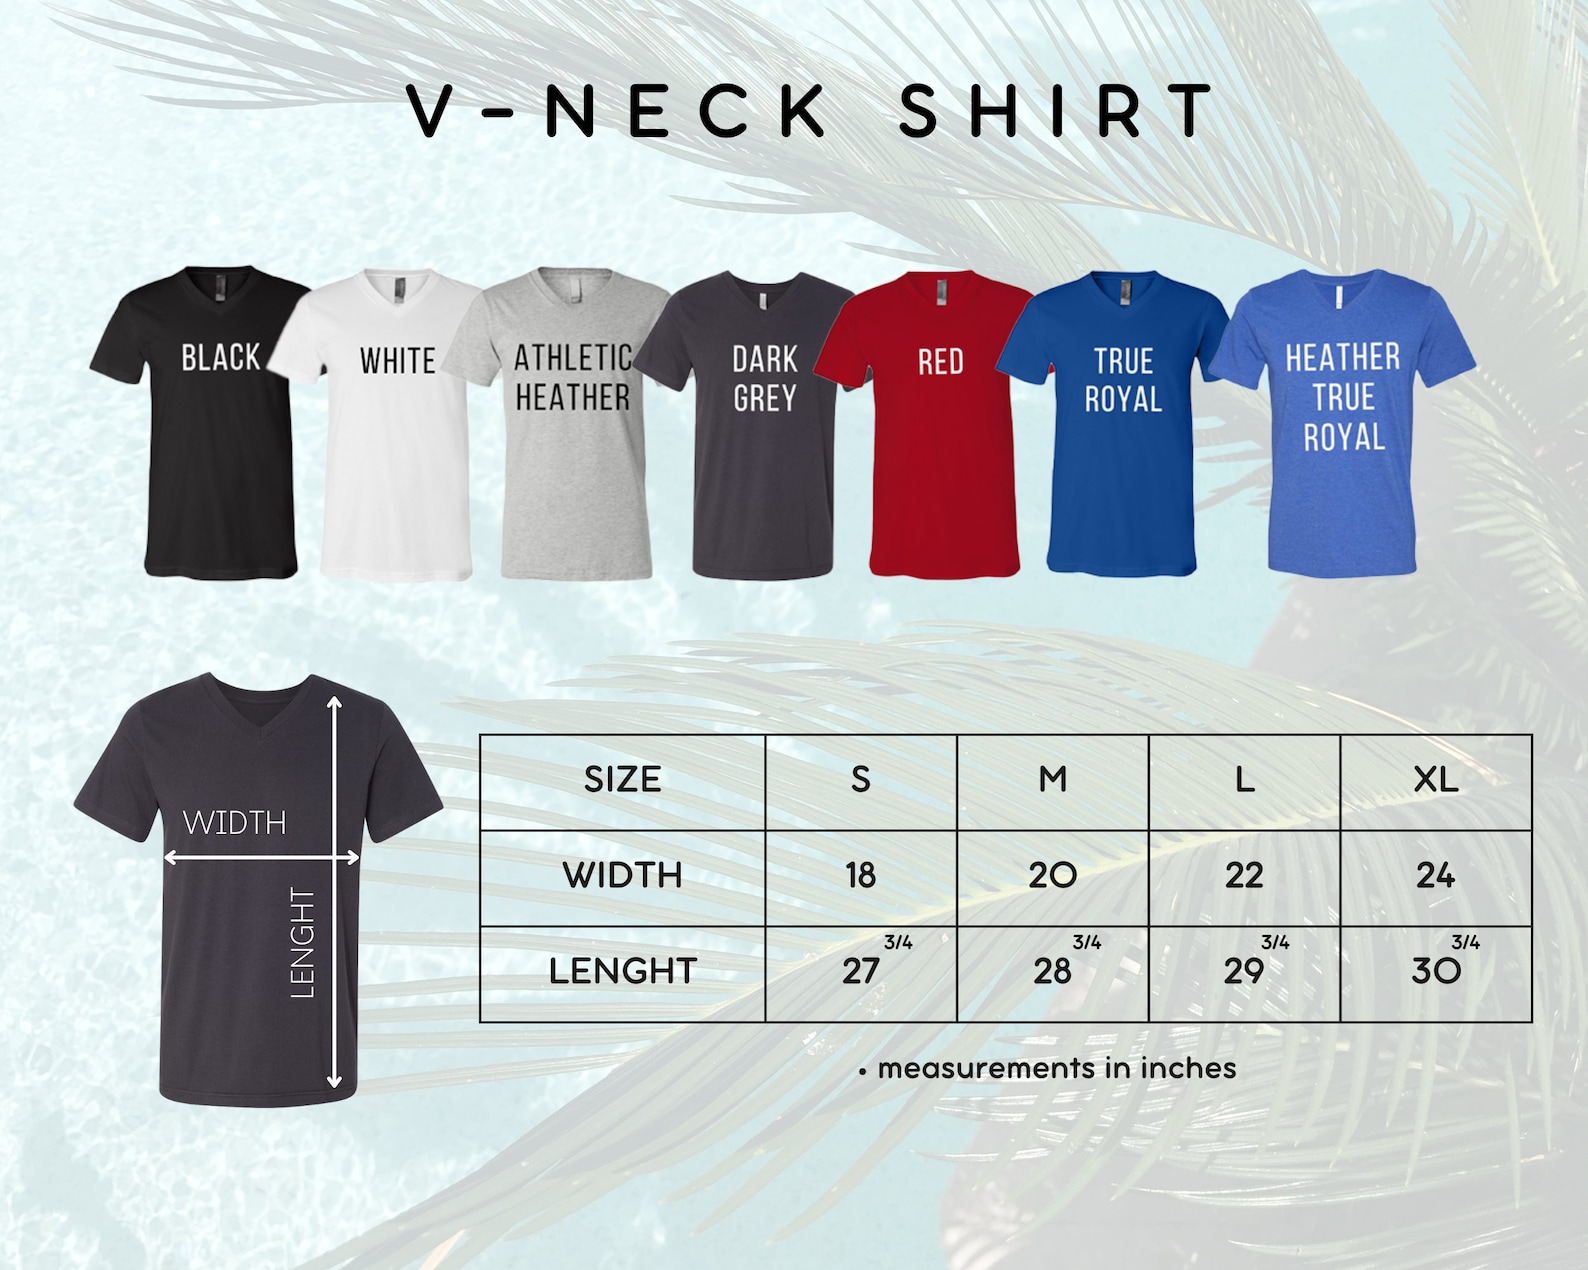 V-NECK SHIRT
BLACK
WHITE
ATHLETIC
HEATHER
DARK
GREY
RED
TRUE
ROYAL
HEATHER
TRUE
ROYAL
WIDTH
LENGHT
SIZE S M L XL
WIDTH 18 20 22 24
LENGHT 27 3/4 28 3/4 29 3/4 30 3/4
• measurements in inches